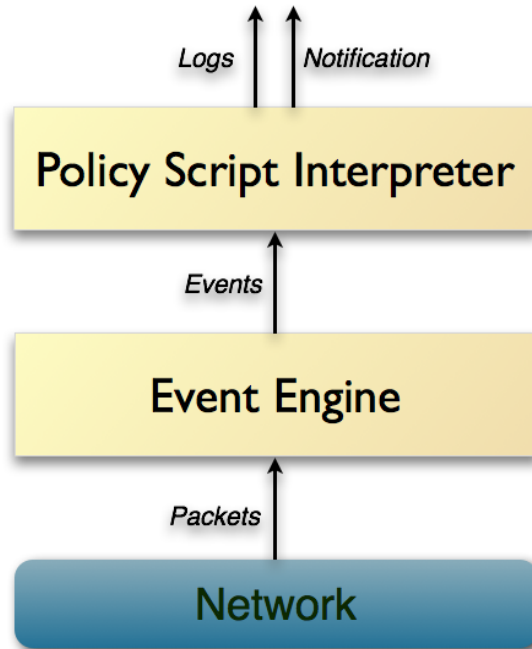 Logs
Notification
Policy Script Interpreter
Events
Event Engine
Packets
Network